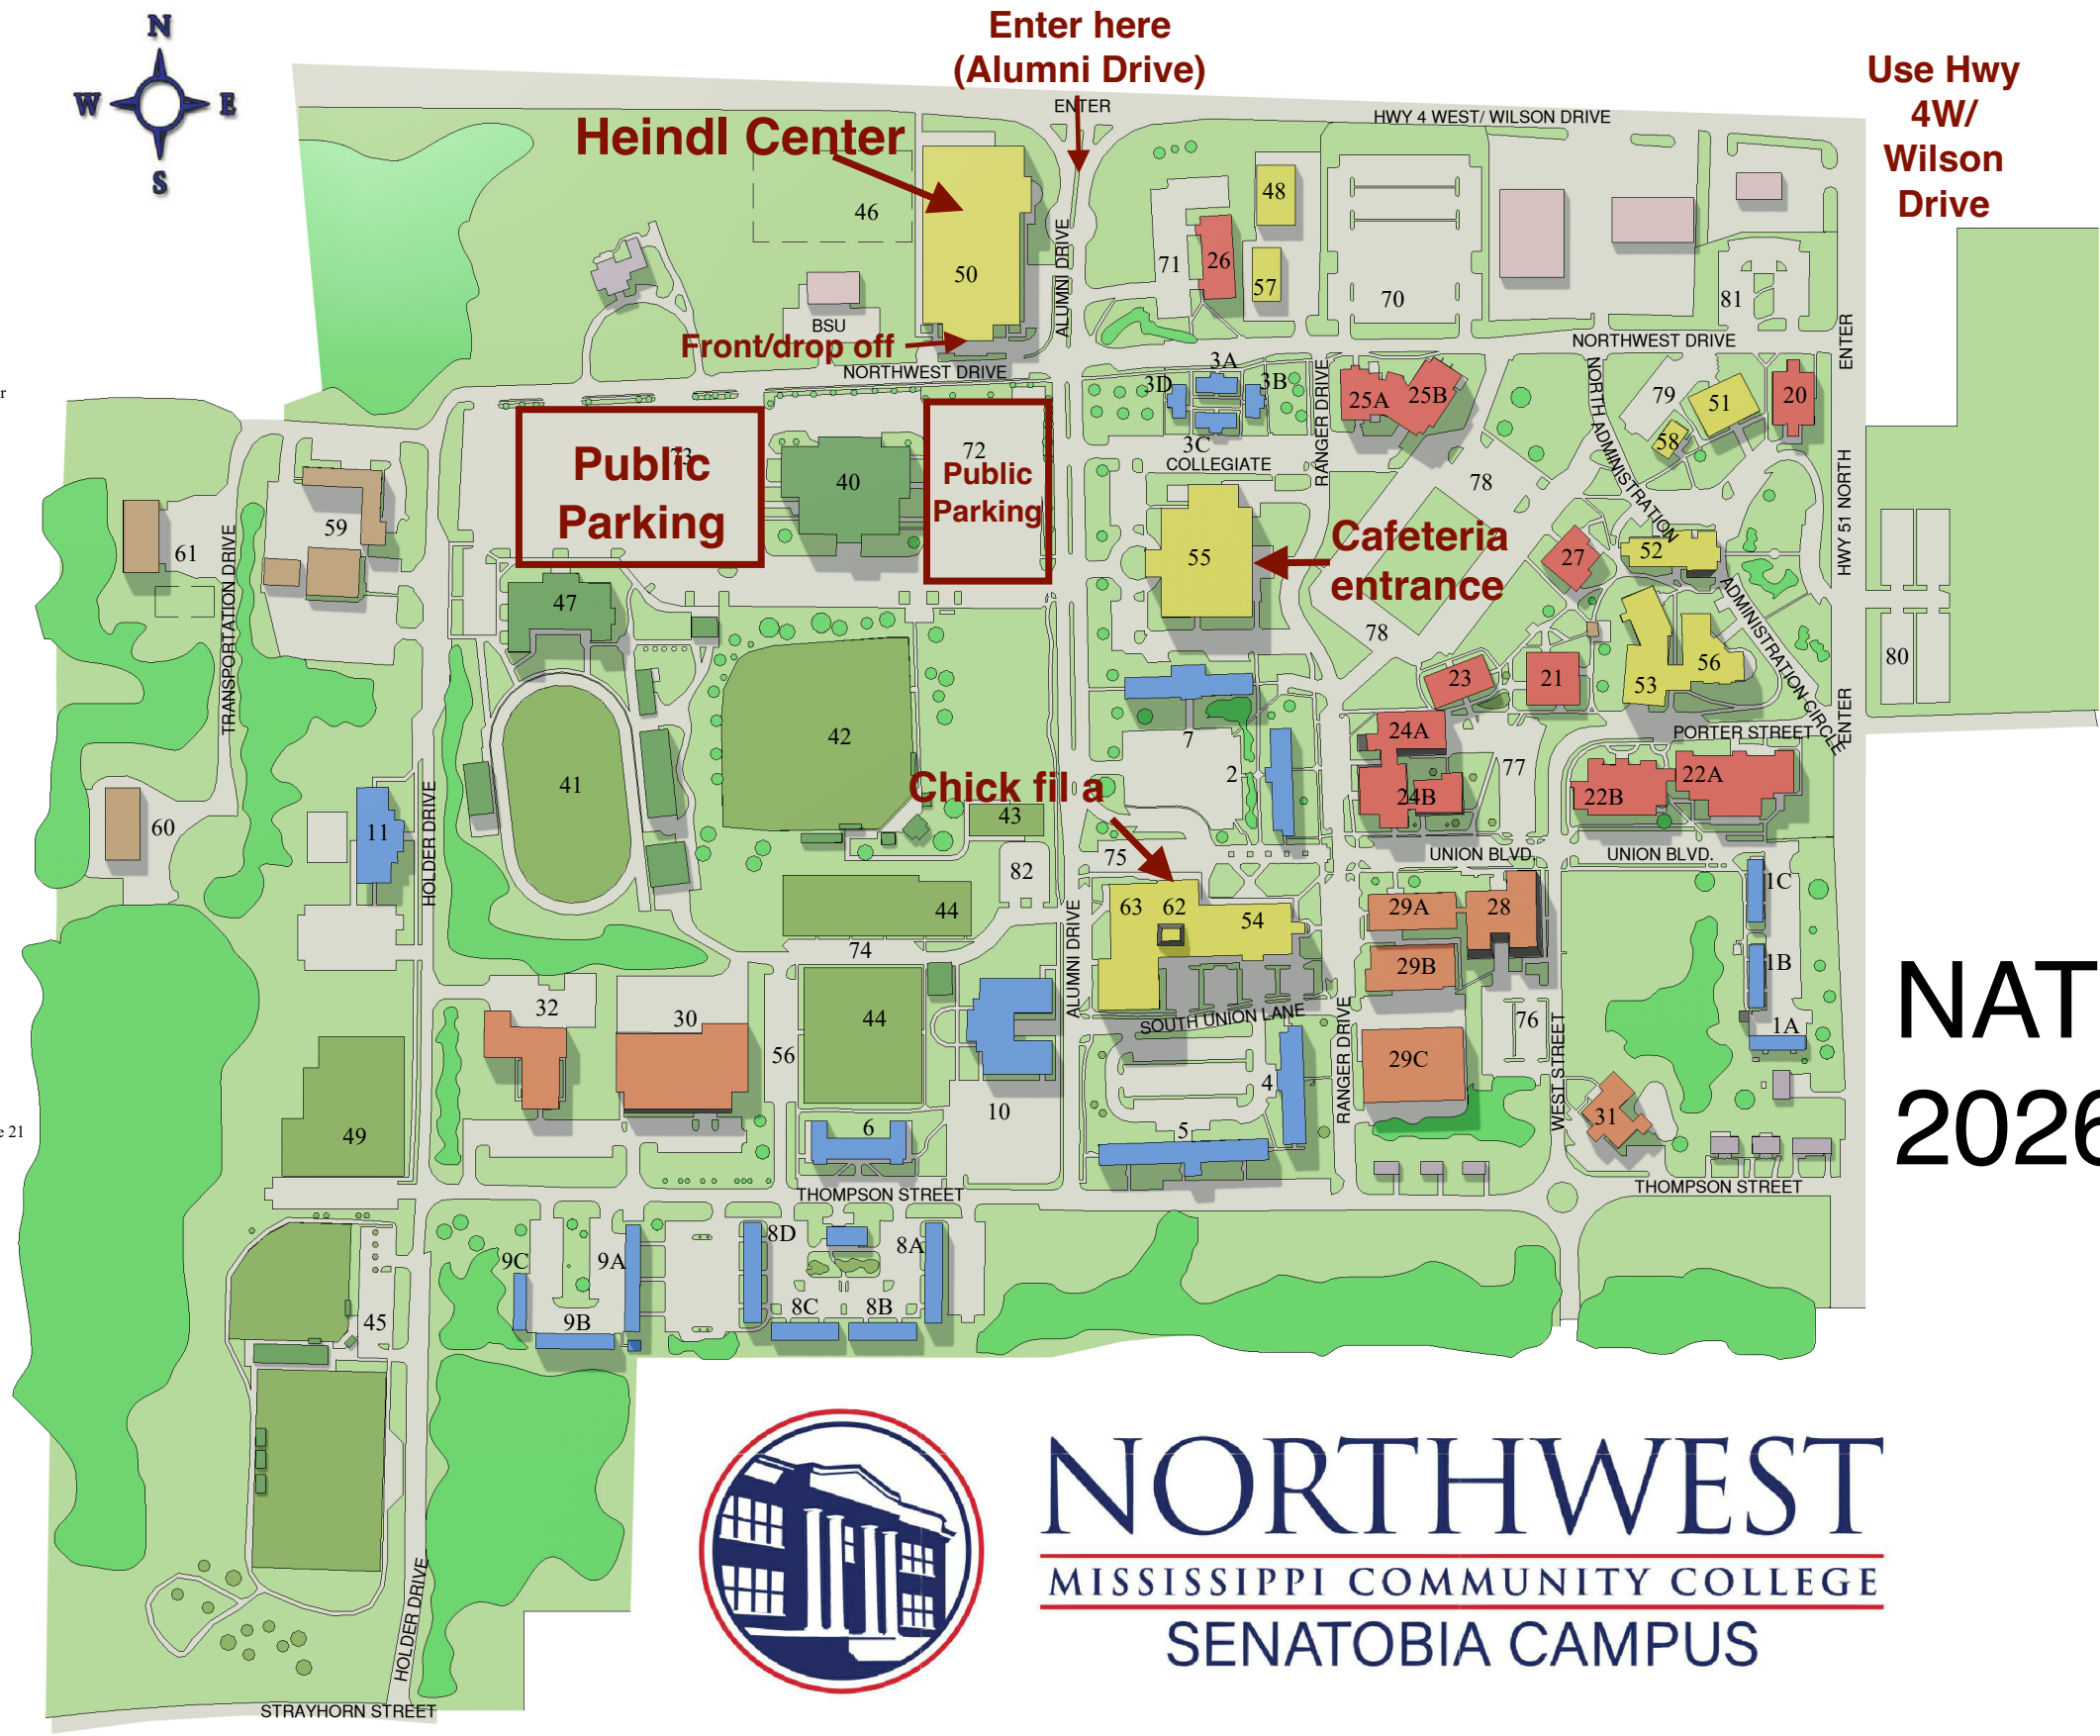 Enter here
(Alumni Drive)
Use Hwy
4W/
Wilson
Drive
N
W
E
S
ENTER
HWY 4 WEST/ WILSON DRIVE
Heindl Center
46
50
48
26
71
57
70
81
ALUMNI DRIVE
BSU
Front/drop off
NORTHWEST DRIVE
NORTHWEST DRIVE
ENTER
r
3A
3D
3B
3C
COLLEGIATE
RANGER DRIVE
25A
25B
NORTH ADMINISTRATION
79
51
58
20
HWY 51 NORTH
73
Public
Parking
40
72
Public
Parking
78
59
61
TRANSPORTATION DRIVE
55
Cafeteria
entrance
27
52
47
78
ADMINISTRATION CIRCLE
80
56
53
23
21
ENTER
42
7
24A
PORTER STREET
41
2
77
22A
22B
24B
Chick fil a
43
60
11
HOLDER DRIVE
75
UNION BLVD.
UNION BLVD.
82
1C
44
63
62
54
29A
28
74
ALUMNI DRIVE
29B
1B
NAT
32
30
44
SOUTH UNION LANE
76
1A
56
RANGER DRIVE
29C
WEST STREET
4
10
31
2026
e 21
49
6
5
THOMPSON STREET
THOMPSON STREET
8D
8A
9C
9A
8C
8B
45
9B
HOLDER DRIVE
STRAYHORN STREET
NORTHWEST
MISSISSIPPI COMMUNITY COLLEGE
SENATOBIA CAMPUS